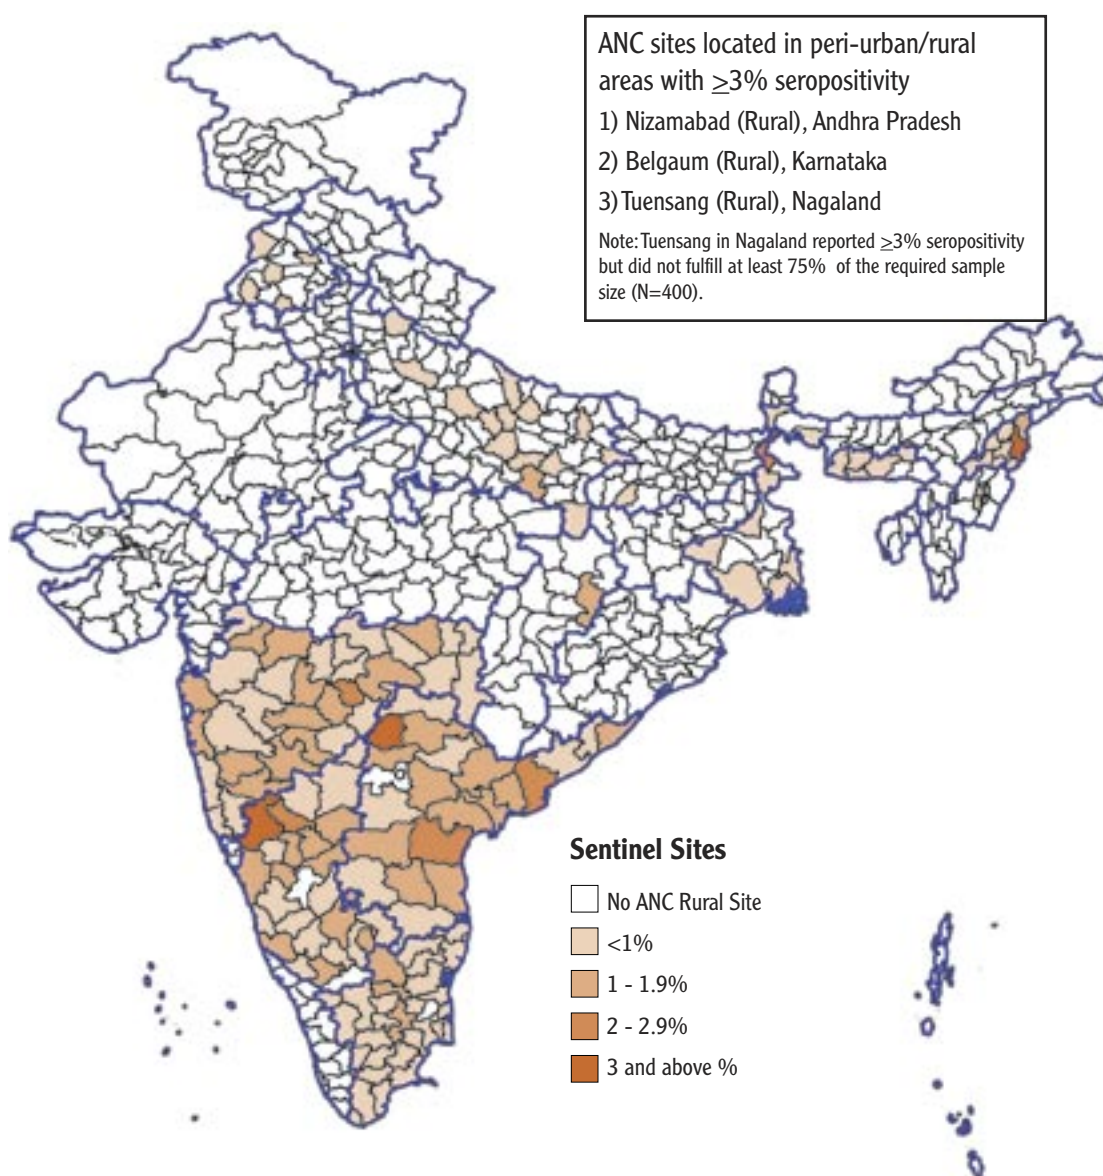 ANC sites located in peri-urban/rural
areas with ≥3% seropositivity
1) Nizamabad (Rural), Andhra Pradesh
2) Belgaum (Rural), Karnataka
3) Tuensang (Rural), Nagaland
Note: Tuensang in Nagaland reported ≥3% seropositivity
but did not fulfill at least 75% of the required sample
size (N=400).
Sentinel Sites
No ANC Rural Site
<1%
1 - 1.9%
2 - 2.9%
3 and above %